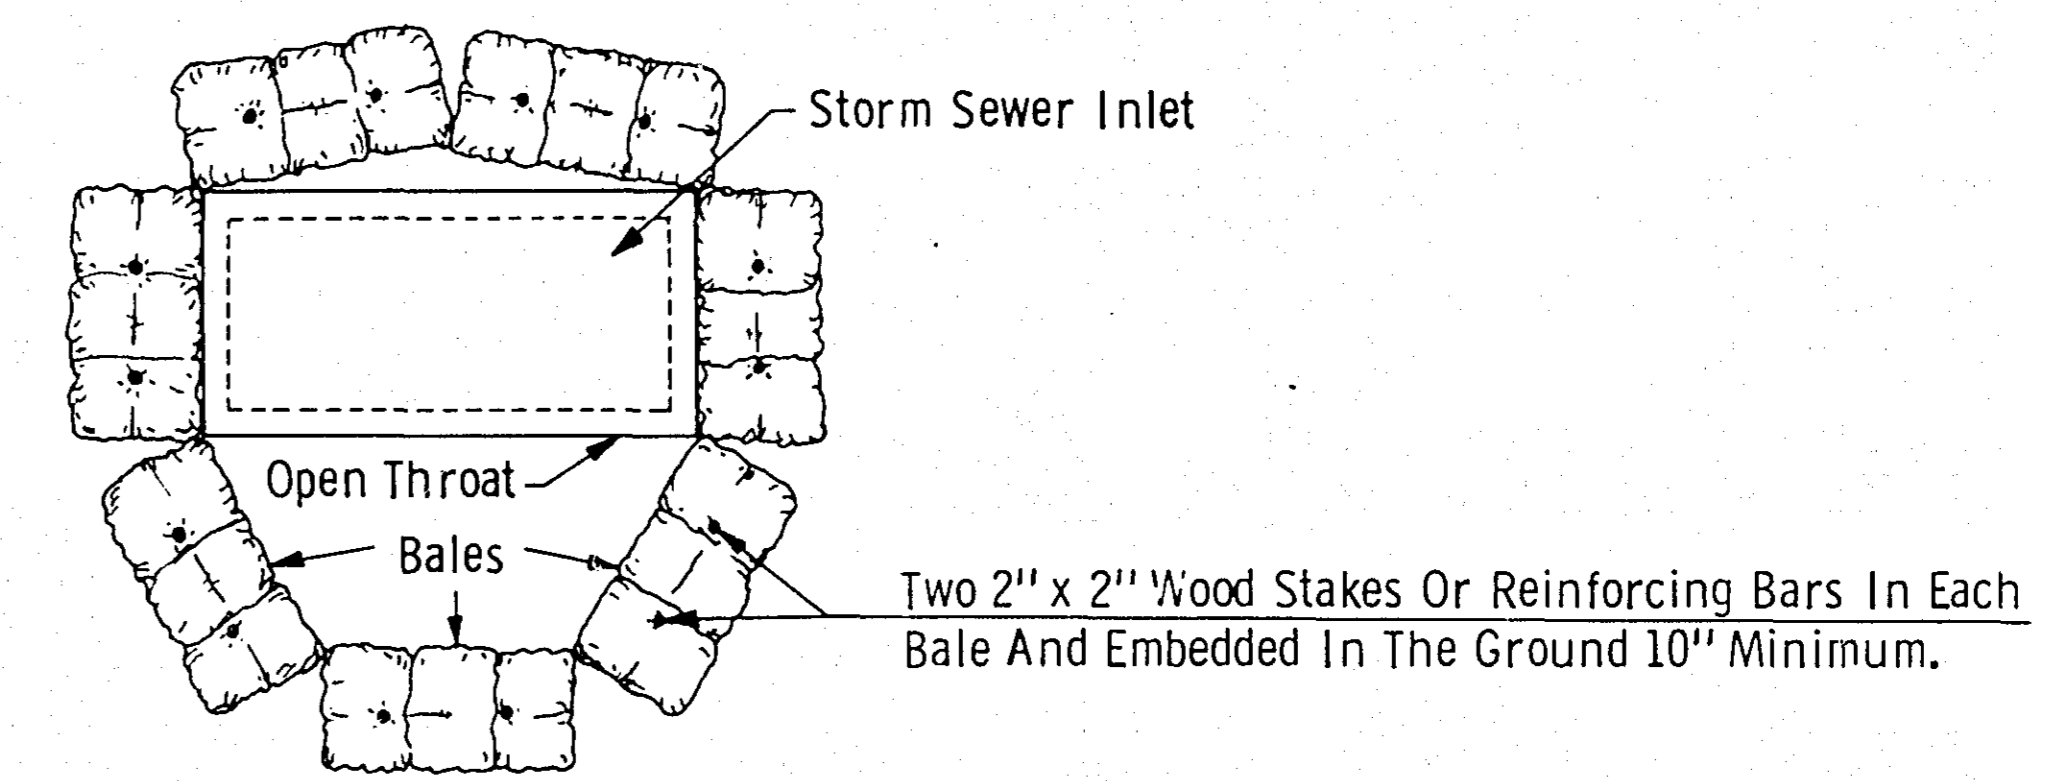 Storm Sewer Inlet
Open Throat
Bales
Two 2" x 2" Wood Stakes Or Reinforcing Bars In Each
Bale And Embedded In The Ground 10" Minimum.